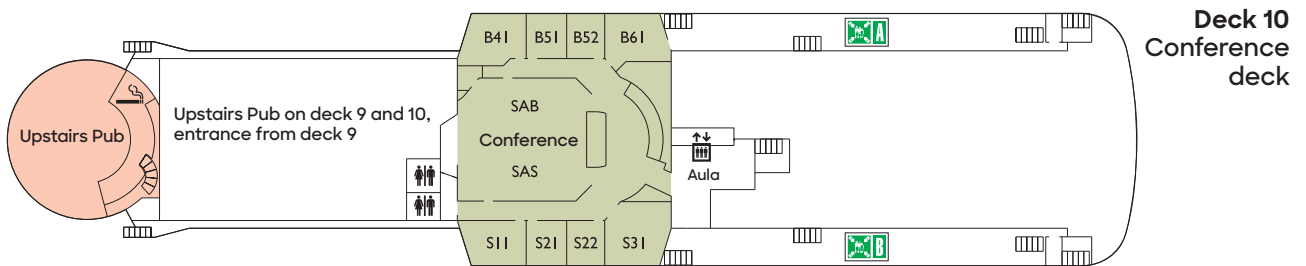 Deck 10
Conference
deck
B41
B51
B52
B61
A
Upstairs Pub
Upstairs Pub on deck 9 and 10,
entrance from deck 9
SAB
Conference
SAS
Aula
S11
S21
S22
S31
B